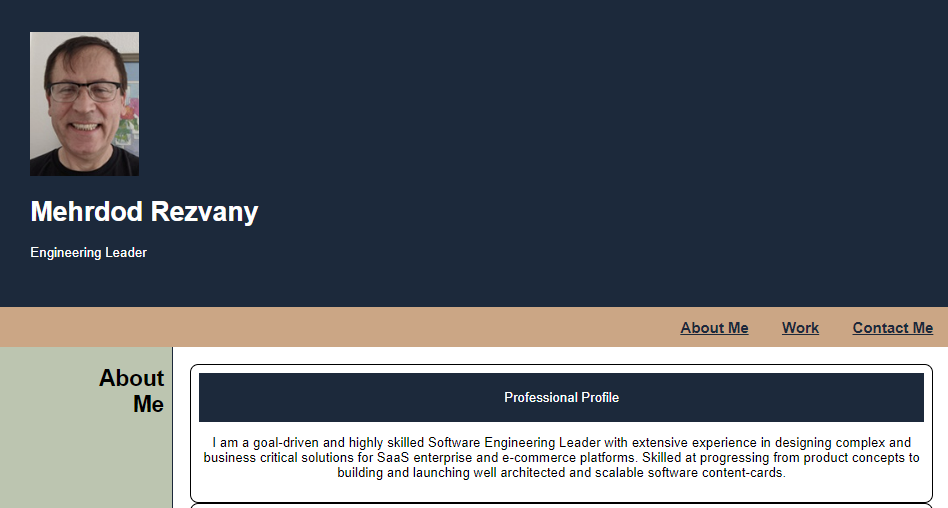 Mehrdod Rezvany
Engineering Leader
About Me Work Contact Me
About
Me
Professional Profile
I am a goal-driven and highly skilled Software Engineering Leader with extensive experience in designing complex and
business critical solutions for SaaS enterprise and e-commerce platforms. Skilled at progressing from product concepts to
building and launching well architected and scalable software content-cards.